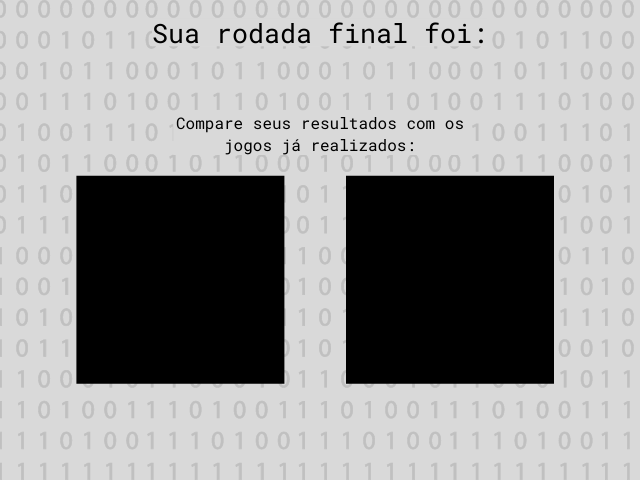 Sua rodada final foi:
Compare seus resultados com os
jogos já realizados: